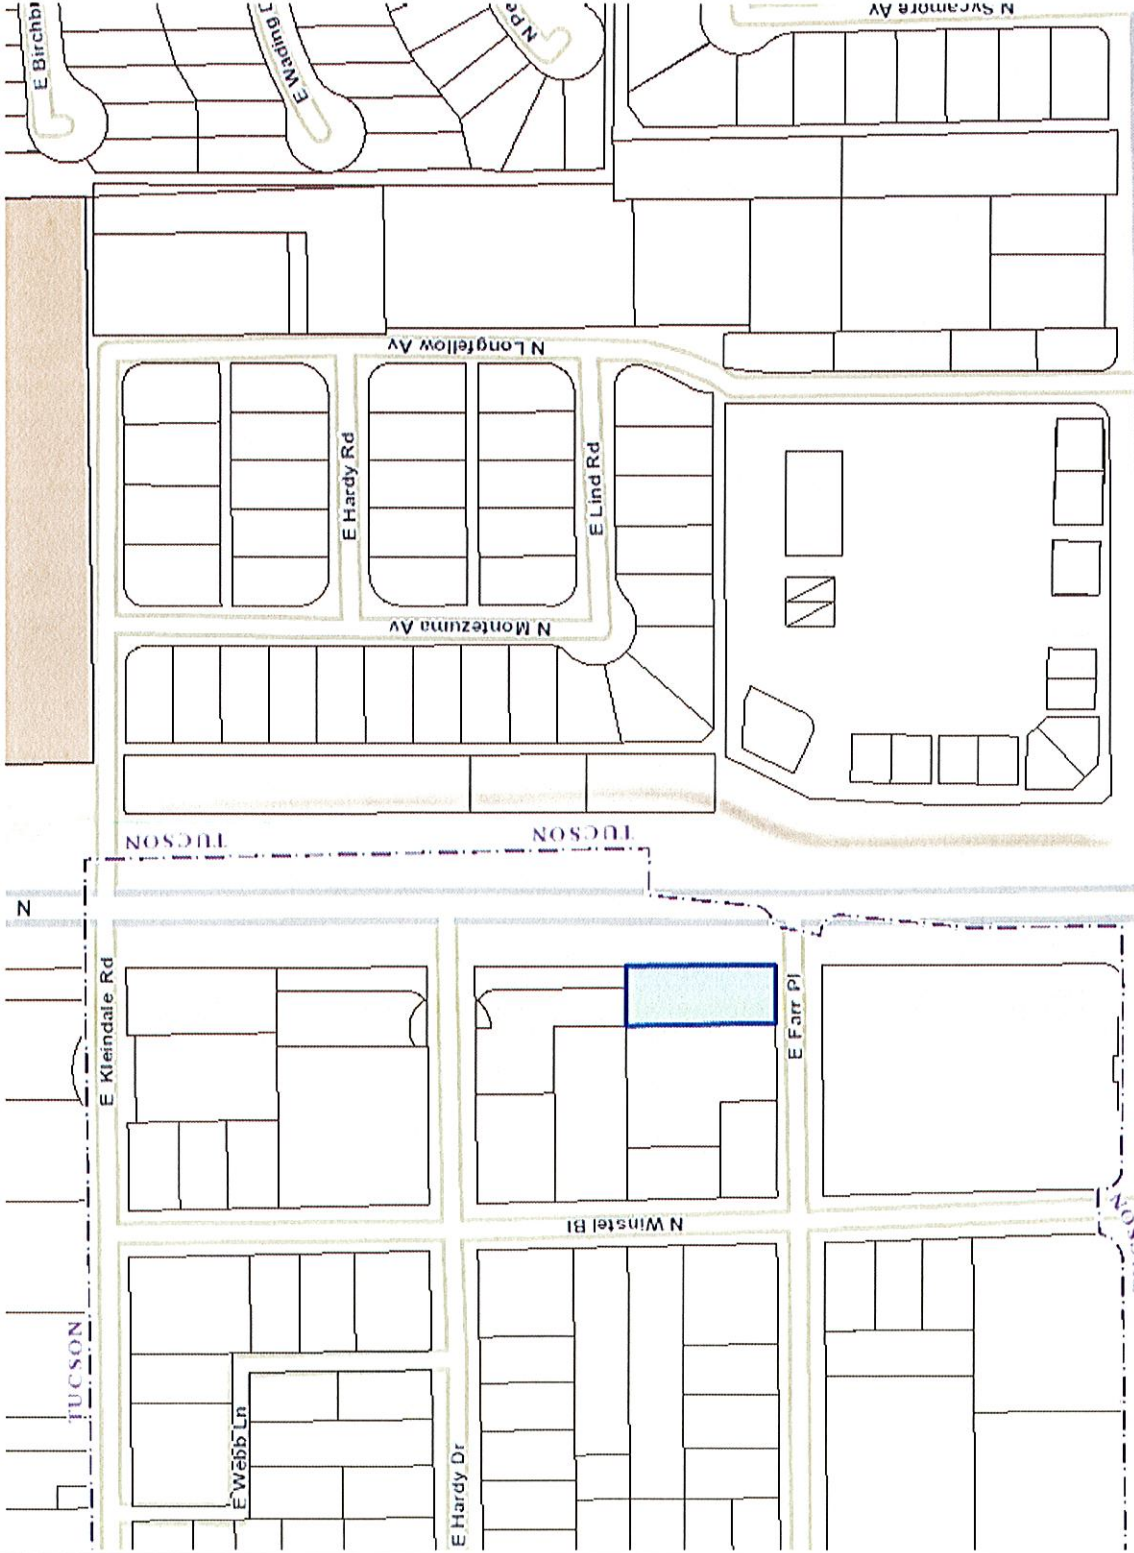 E Birchb
E Wading D
N Pe
N Sycamore Av
N Longfellow Av
E Hardy Rd
E Lind Rd
N Montezuma Av
TUCSON
TUCSON
N
E Kleindale Rd
E Farr Pl
N Winstel Bl
TUCSON
E Webb Ln
E Hardy Dr